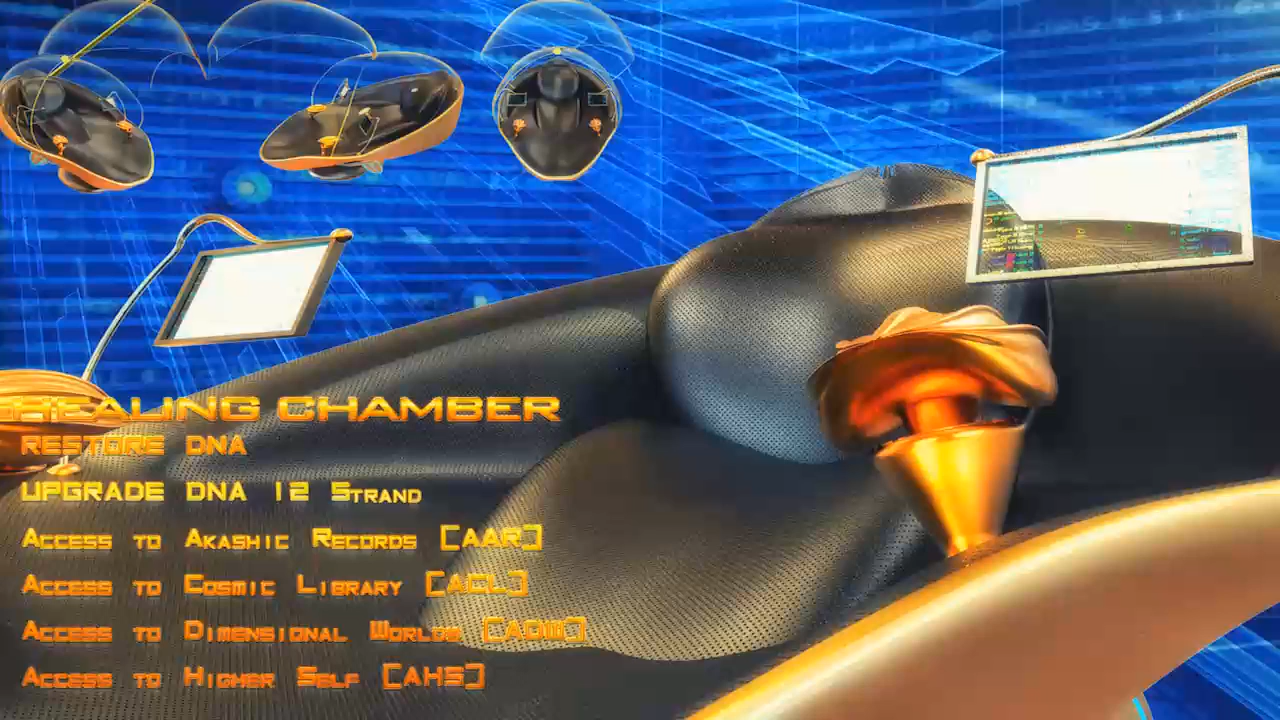 HEALING CHAMBER
RESTORE DNA
UPGRADE DNA 12 STRAND
ACCESS TO AKASHIC RECORDS [AAR]
ACCESS TO COSMIC LIBRARY [ACL]
ACCESS TO DIMENSIONAL WORLDS [ADW]
ACCESS TO HIGHER SELF [AHS]